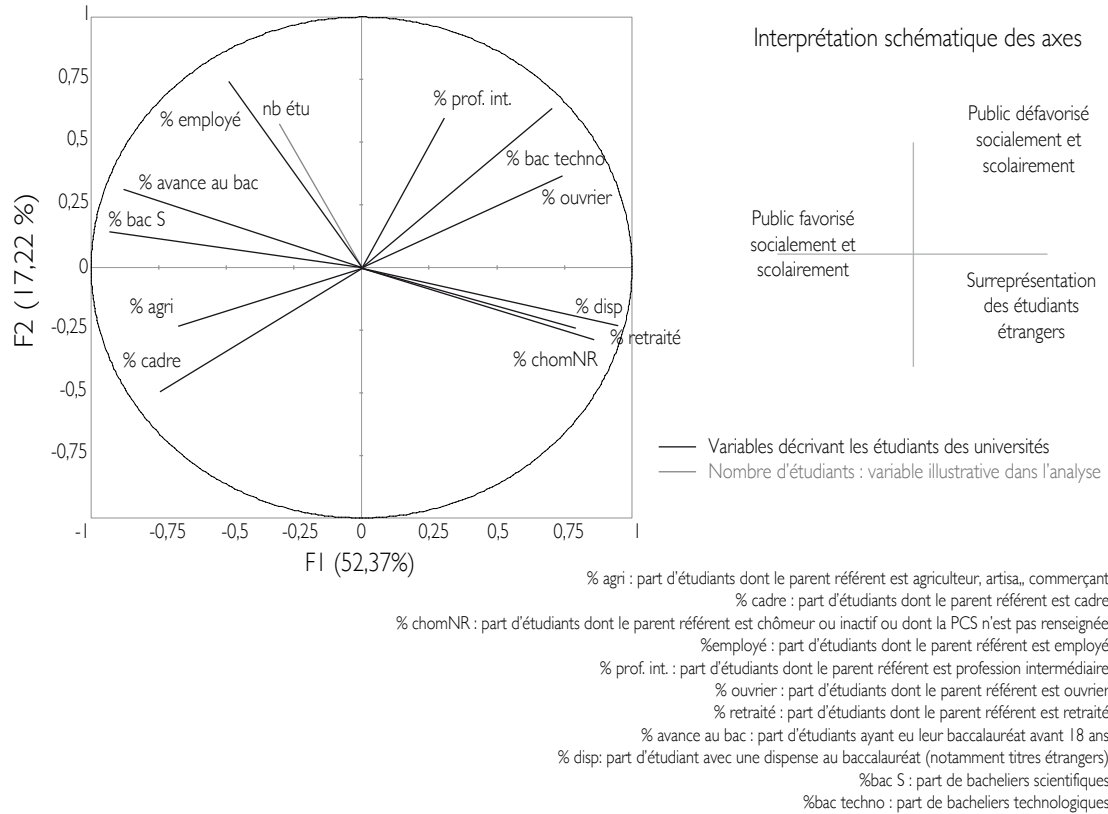 1
0,75
0,5
0,25
0
-0,25
-0,5
-0,75
-1
-0,75
-0,5
-0,25
0
0,25
0,5
0,75
1
F2 (17,22 %)
F1 (52,37%)
% employé
nb étu
% prof. int.
% bac techno
% avance au bac
% ouvrier
% bac S
% agri
% disp
% retraité
% cadre
% chomNR
Interprétation schématique des axes
Public défavorisé
socialement et
scolairement
Public favorisé
socialement et
scolairement
Surreprésentation
des étudiants
étrangers
Variables décrivant les étudiants des universités
Nombre d'étudiants : variable illustrative dans l'analyse
% agri : part d'étudiants dont le parent référent est agriculteur, artisa,, commerçant
% cadre : part d'étudiants dont le parent référent est cadre
% chomNR : part d'étudiants dont le parent référent est chômeur ou inactif ou dont la PCS n'est pas renseignée
%employé : part d'étudiants dont le parent référent est employé
% prof. int. : part d'étudiants dont le parent référent est profession intermédiaire
% ouvrier : part d'étudiants dont le parent référent est ouvrier
% retraité : part d'étudiants dont le parent référent est retraité
% avance au bac : part d'étudiants ayant eu leur baccalauréat avant 18 ans
% disp: part d'étudiant avec une dispense au baccalauréat (notamment titres étrangers)
%bac S : part de bacheliers scientifiques
%bac techno : part de bacheliers technologiques